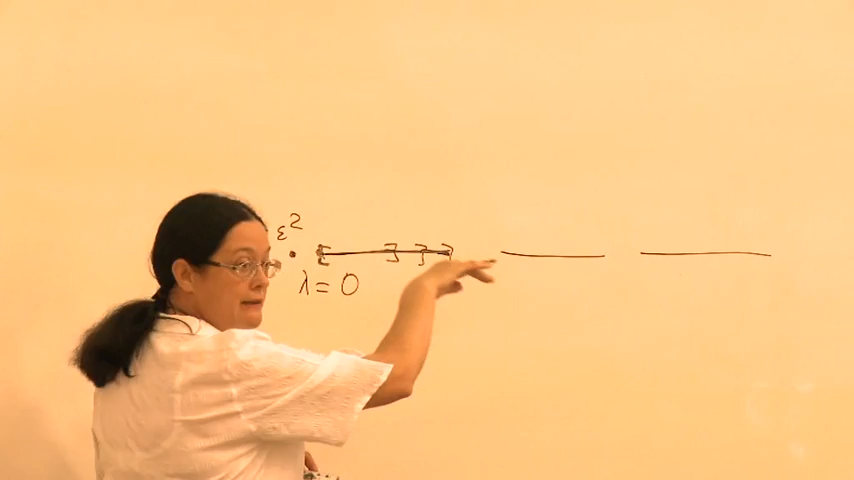 ε²
[ ] ] ]
λ = 0